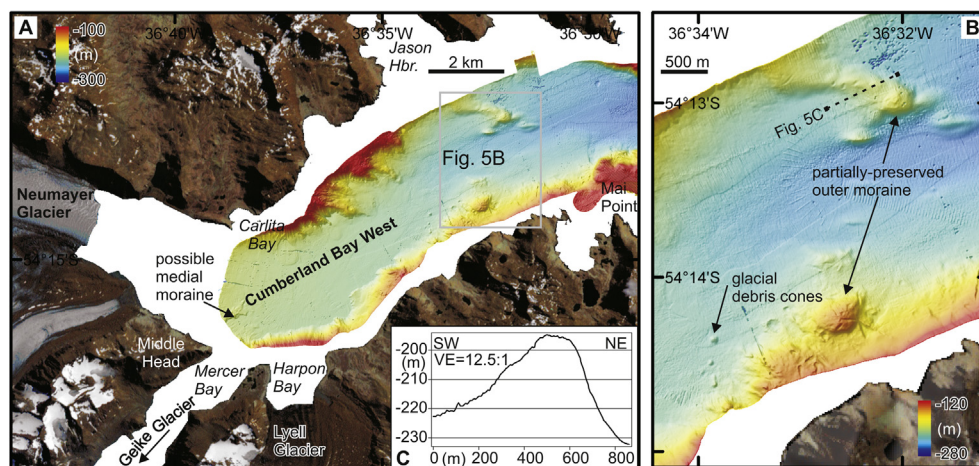 A
-100
(m)
-300
36°40'W
36°35'W
36°30'W
Jason
Hbr.
2 km
Fig. 5B
Neumayer
Glacier
Carlita
Bay
54°15'S
possible
medial
moraine
Cumberland Bay West
Mai
Point
Middle
Head
Mercer
Bay
Harpon
Bay
Geike Glacier
Lyell
Glacier
C
SW
NE
VE=12.5:1
-200
(m)
-210
-220
-230
0
(m)
200
400
600
800
B
36°34'W
36°32'W
500 m
54°13'S
Fig. 5C
partially-preserved
outer moraine
54°14'S
glacial
debris cones
-120
(m)
-280